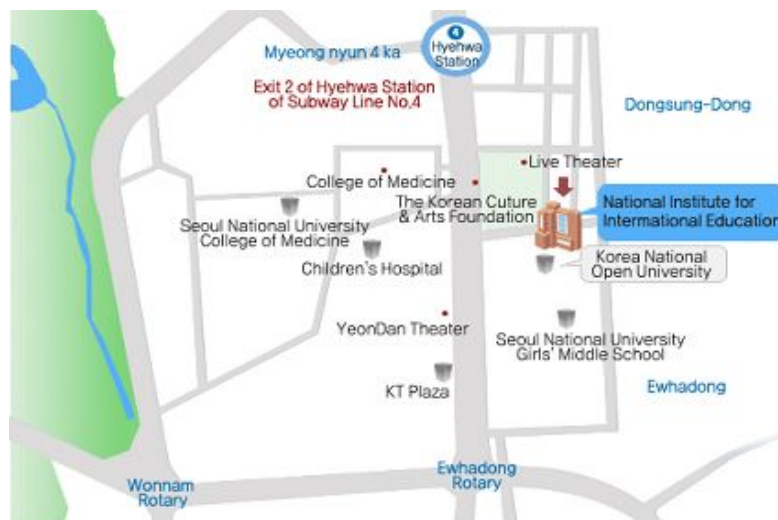 4
Hyehwa
Station
Myeong nyun 4 ka
Exit 2 of Hyehwa Station
of Subway Line No.4
Dongsung-Dong
Live Theater
College of Medicine
The Korean Cuture
& Arts Foundation
National Institute for
International Education
Seoul National University
College of Medicine
Children's Hospital
Korea National
Open University
YeonDan Theater
Seoul National University
Girls' Middle School
KT Plaza
Ewhadong
Ewhadong
Rotary
Wonnam
Rotary